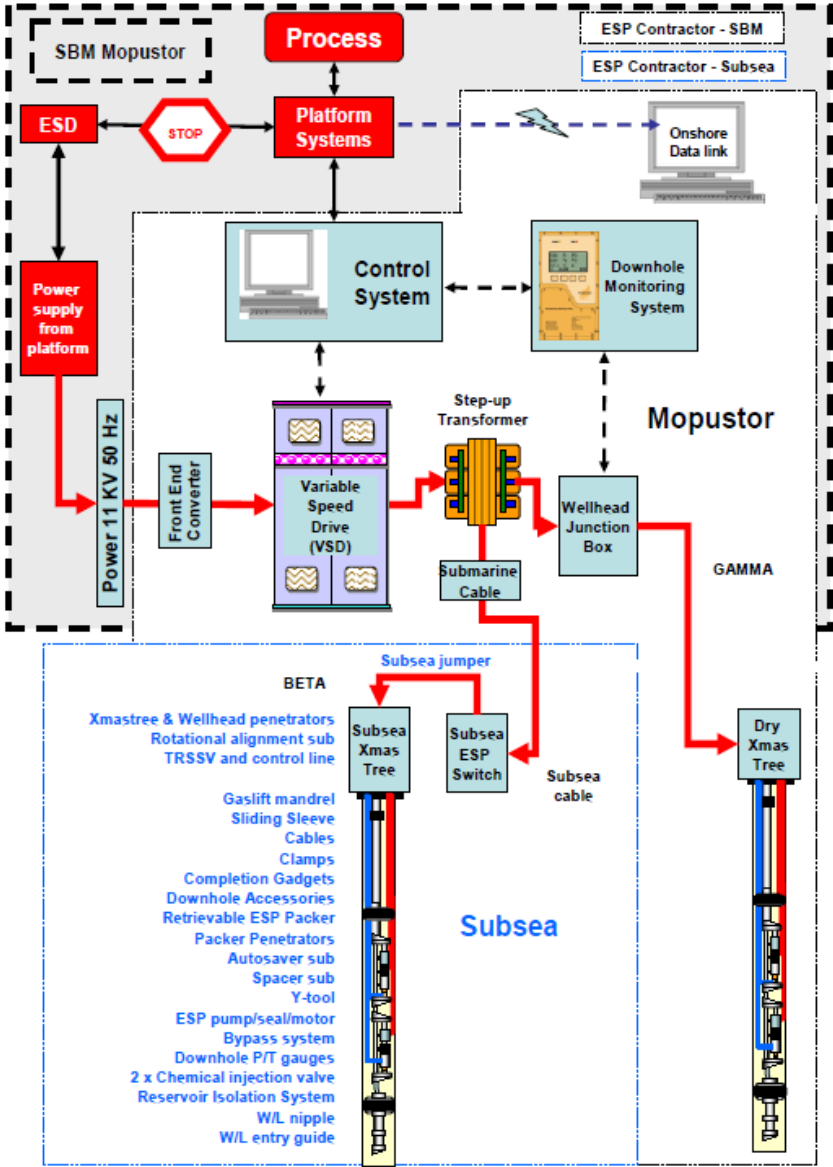 SBM Mopustor
Process
ESP Contractor - SBM
ESP Contractor - Subsea
ESD
STOP
Platform
Systems
Onshore
Data link
Control
System
Downhole
Monitoring
System
Power
supply
from
platform
Power 11 KV 50 Hz
Front End
Converter
Variable
Speed
Drive
(VSD)
Step-up
Transformer
Mopustor
Wellhead
Junction
Box
Submarine
Cable
GAMMA
Subsea jumper
BETA
Xmastree & Wellhead penetrators
Rotational alignment sub
TRSSV and control line
Subsea
Xmas
Tree
Subsea
ESP
Switch
Subsea
cable
Dry
Xmas
Tree
Gaslift mandrel
Sliding Sleeve
Cables
Clamps
Completion Gadgets
Downhole Accessories
Retrievable ESP Packer
Packer Penetrators
Autosaver sub
Spacer sub
Y-tool
ESP pump/seal/motor
Bypass system
Downhole P/T gauges
2 x Chemical injection valve
Reservoir Isolation System
W/L nipple
W/L entry guide
Subsea